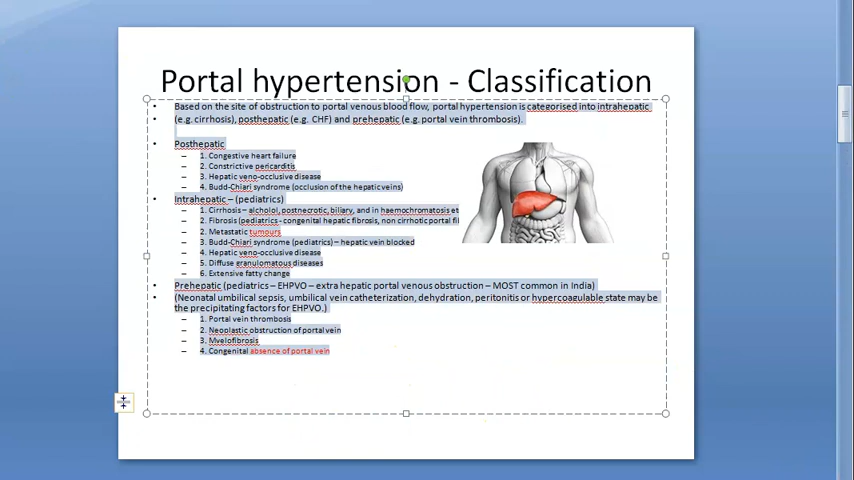 Portal hypertension - Classification
• Based on the site of obstruction to portal venous blood flow, portal hypertension is categorised into intrahepatic
• (e.g. cirrhosis), posthepatic (e.g. CHF) and prehepatic (e.g. portal vein thrombosis).
• Posthepatic
– 1. Congestive heart failure
– 2. Constrictive pericarditis
– 3. Hepatic veno-occlusive disease
– 4. Budd-Chiari syndrome (occlusion of the hepatic veins)
• Intrahepatic – (pediatrics)
– 1. Cirrhosis – alcholol, postnecrotic, biliary, and in haemochromatosis et
– 2. Fibrosis (pediatrics - congenital hepatic fibrosis, non cirrhotic portal fi
– 2. Metastatic tumours
– 3. Budd-Chiari syndrome (pediatrics) – hepatic vein blocked
– 4. Hepatic veno-occlusive disease
– 5. Diffuse granulomatous diseases
– 6. Extensive fatty change
• Prehepatic (pediatrics – EHPVO – extra hepatic portal venous obstruction – MOST common in India)
• (Neonatal umbilical sepsis, umbilical vein catheterization, dehydration, peritonitis or hypercoagulable state may be
the precipitating factors for EHPVO.)
– 1. Portal vein thrombosis
– 2. Neoplastic obstruction of portal vein
– 3. Myelofibrosis
– 4. Congenital absence of portal vein